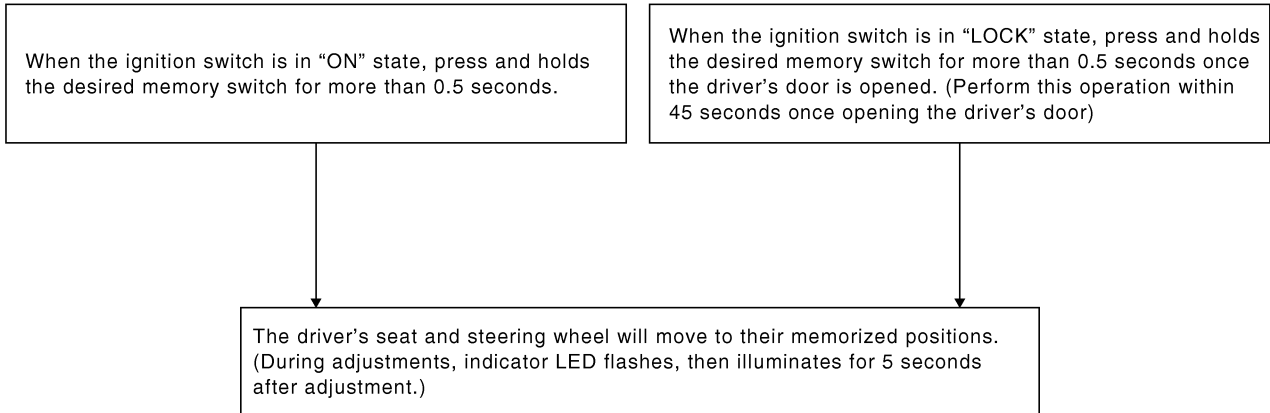 When the ignition switch is in “ON” state, press and holds
the desired memory switch for more than 0.5 seconds.
When the ignition switch is in “LOCK” state, press and holds
the desired memory switch for more than 0.5 seconds once
the driver’s door is opened. (Perform this operation within
45 seconds once opening the driver’s door)
The driver’s seat and steering wheel will move to their memorized positions.
(During adjustments, indicator LED flashes, then illuminates for 5 seconds
after adjustment.)